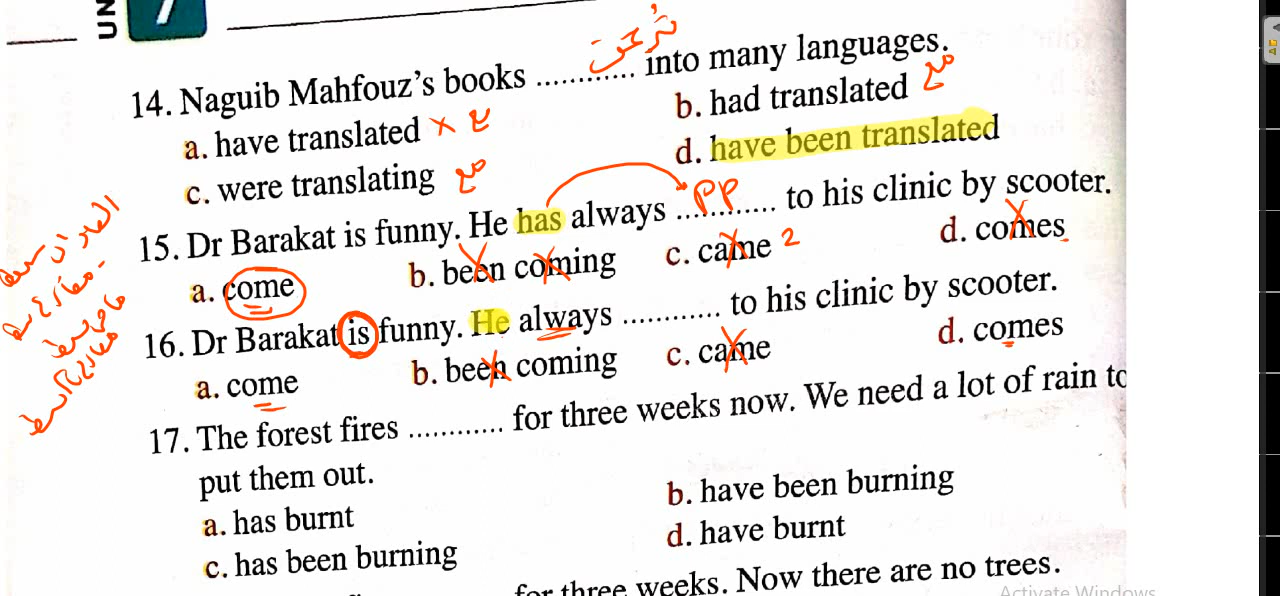 UN
7
ترجمت
14. Naguib Mahfouz's books ............ into many languages.
a. have translated × ع
b. had translated مع
c. were translating مع
d. have been translated
PP
15. Dr Barakat is funny. He has always ............ to his clinic by scooter.
a. come
b. been coming
c. came 2
d. comes
16. Dr Barakat is funny. He always ............ to his clinic by scooter.
a. come
b. been coming
c. came
d. comes
17. The forest fires ............ for three weeks now. We need a lot of rain to
put them out.
a. has burnt
b. have been burning
c. has been burning
d. have burnt
for three weeks. Now there are no trees.
Activate Windows